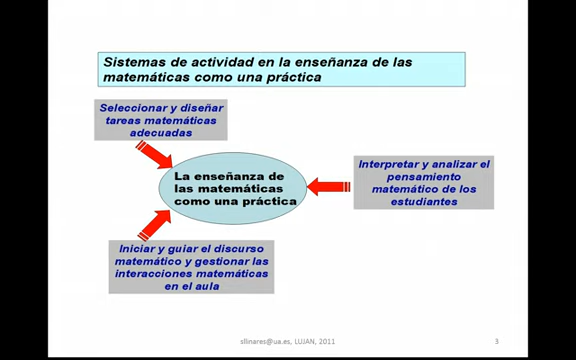 Sistemas de actividad en la enseñanza de las
matemáticas como una práctica
Seleccionar y diseñar
tareas matemáticas
adecuadas
La enseñanza de
las matemáticas
como una práctica
Interpretar y analizar el
pensamiento
matemático de los
estudiantes
Iniciar y guiar el discurso
matemático y gestionar las
interacciones matemáticas
en el aula
sllinares@ua.es, LUJAN, 2011
3